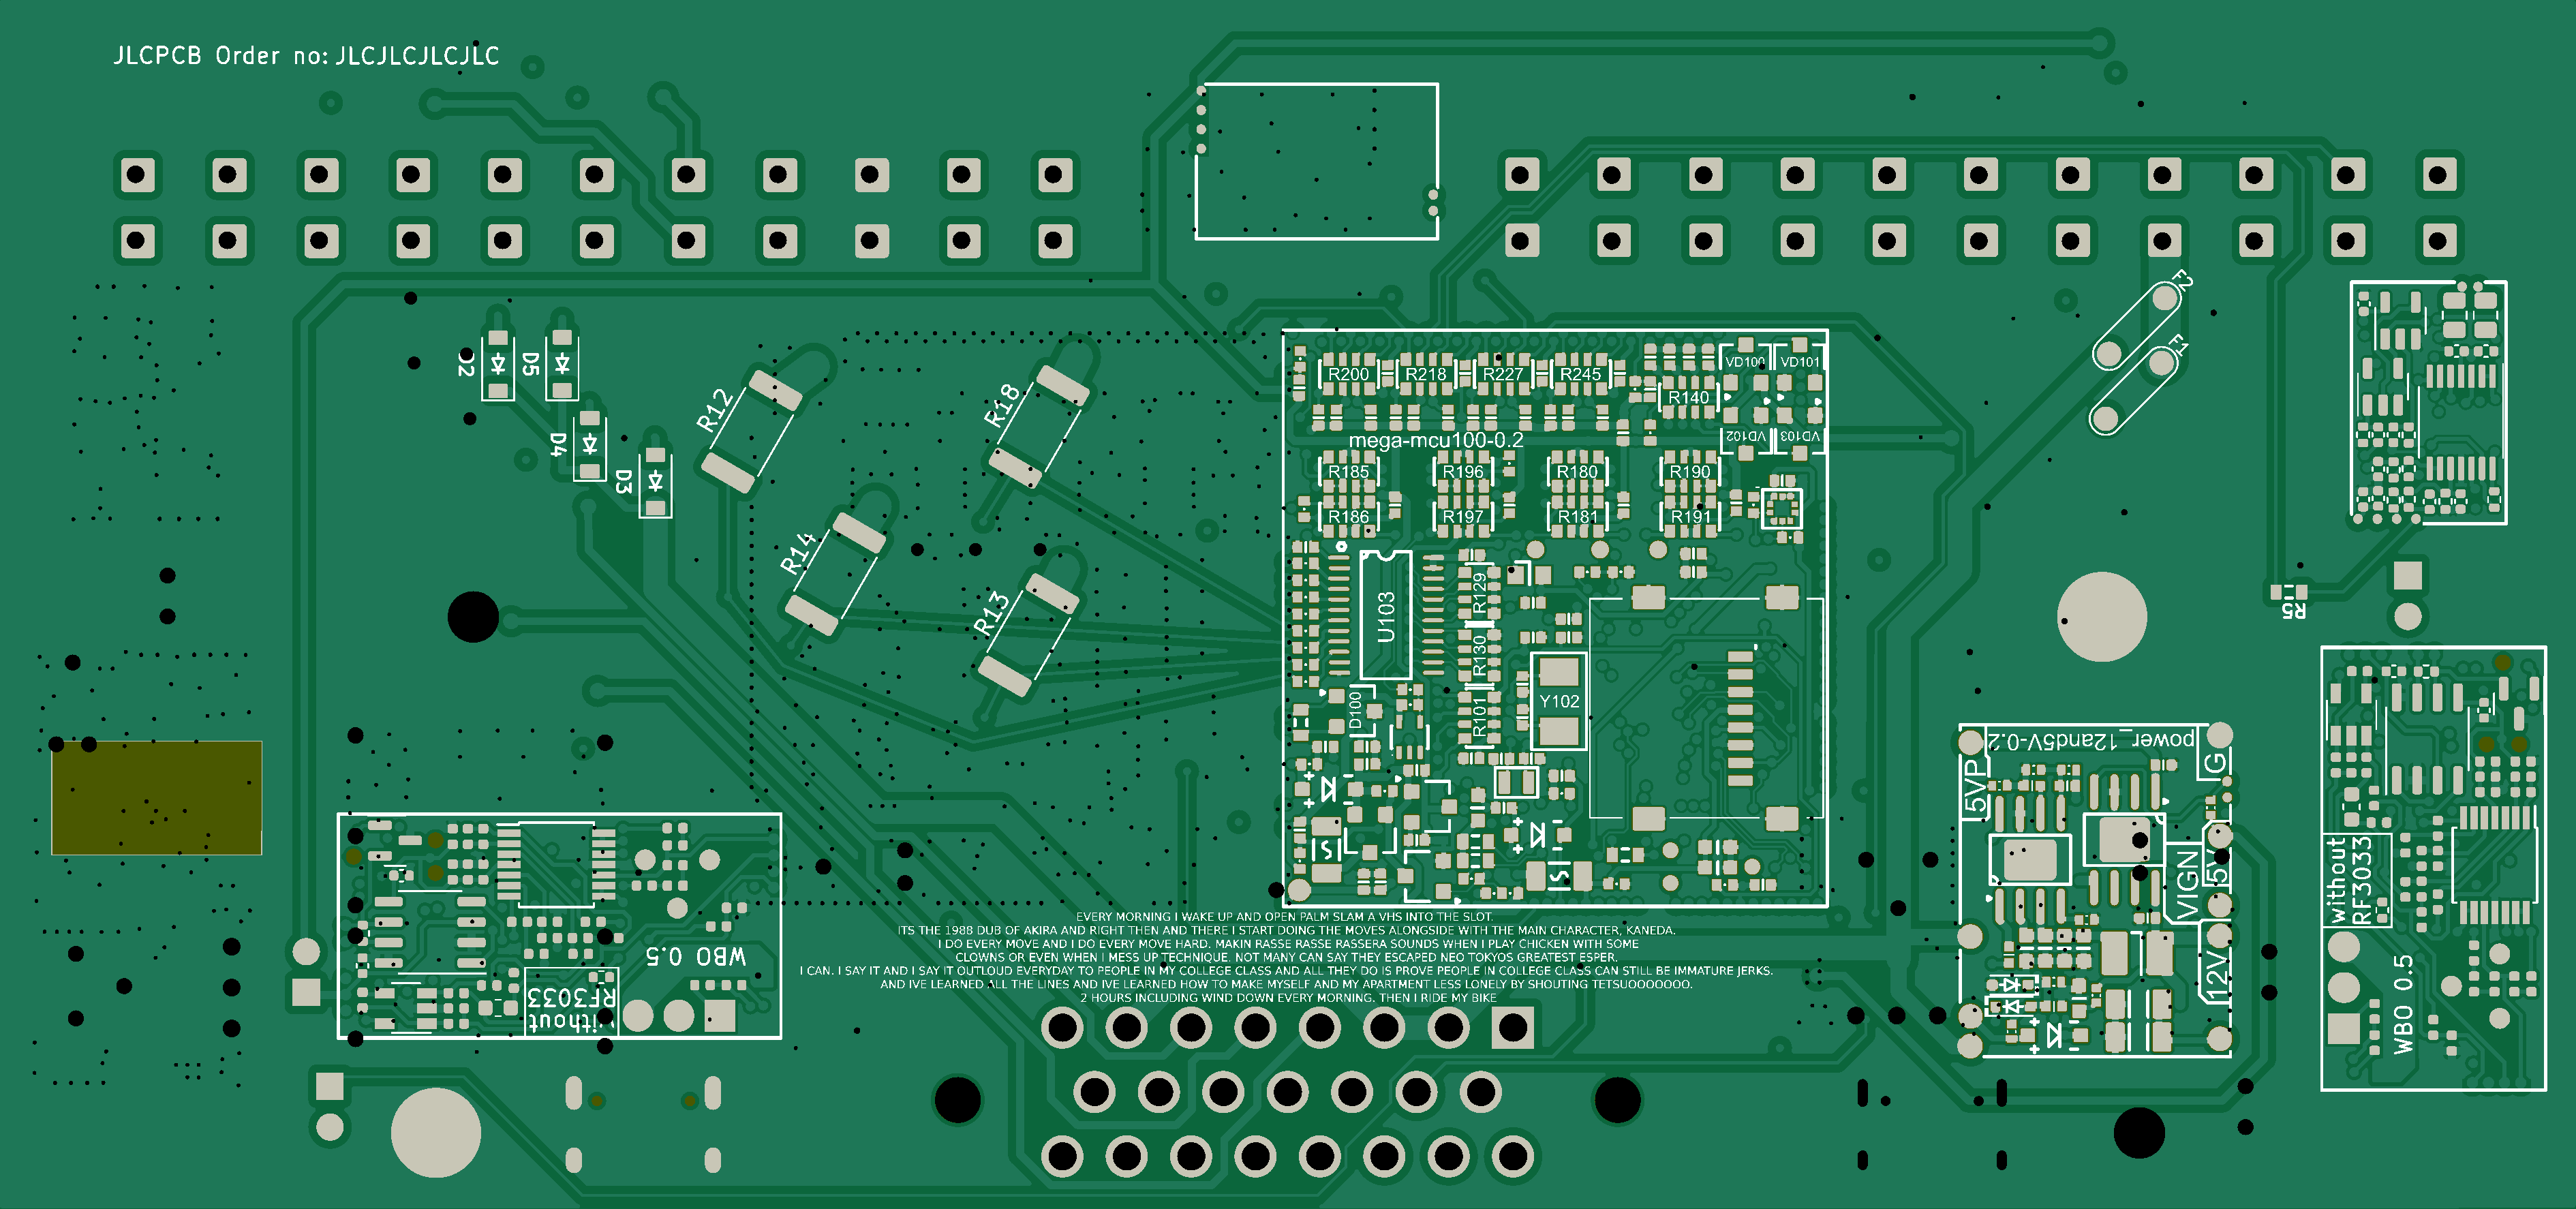 JLCPCB Order no: JLCJLCJLCJLC
F2
F1
D2
D5
D4
D3
R12
R18
R14
R13
R200
R218
R227
R245
VD100
VD101
R140
mega-mcu100-0.2
VD102
VD103
R185
R196
R180
R190
R186
R197
R181
R191
U103
R129
R130
R101
D100
Y102
R5
power_12and5V-0.2
5VP
G
VIGN
5V
12V
without
RF3033
WBO 0.5
WBO 0.5
RF3033
without
EVERY MORNING I WAKE UP AND OPEN PALM SLAM A VHS INTO THE SLOT.
ITS THE 1988 DUB OF AKIRA AND RIGHT THEN AND THERE I START DOING THE MOVES ALONGSIDE WITH THE MAIN CHARACTER, KANEDA.
I DO EVERY MOVE AND I DO EVERY MOVE HARD. MAKIN RASSE RASSE RASSERA SOUNDS WHEN I PLAY CHICKEN WITH SOME
CLOWNS OR EVEN WHEN I MESS UP TECHNIQUE. NOT MANY CAN SAY THEY ESCAPED NEO TOKYOS GREATEST ESPER.
I CAN. I SAY IT AND I SAY IT OUTLOUD EVERYDAY TO PEOPLE IN MY COLLEGE CLASS AND ALL THEY DO IS PROVE PEOPLE IN COLLEGE CLASS CAN STILL BE IMMATURE JERKS.
AND IVE LEARNED ALL THE LINES AND IVE LEARNED HOW TO MAKE MYSELF AND MY APARTMENT LESS LONELY BY SHOUTING TETSUOOOOOOO.
2 HOURS INCLUDING WIND DOWN EVERY MORNING. THEN I RIDE MY BIKE